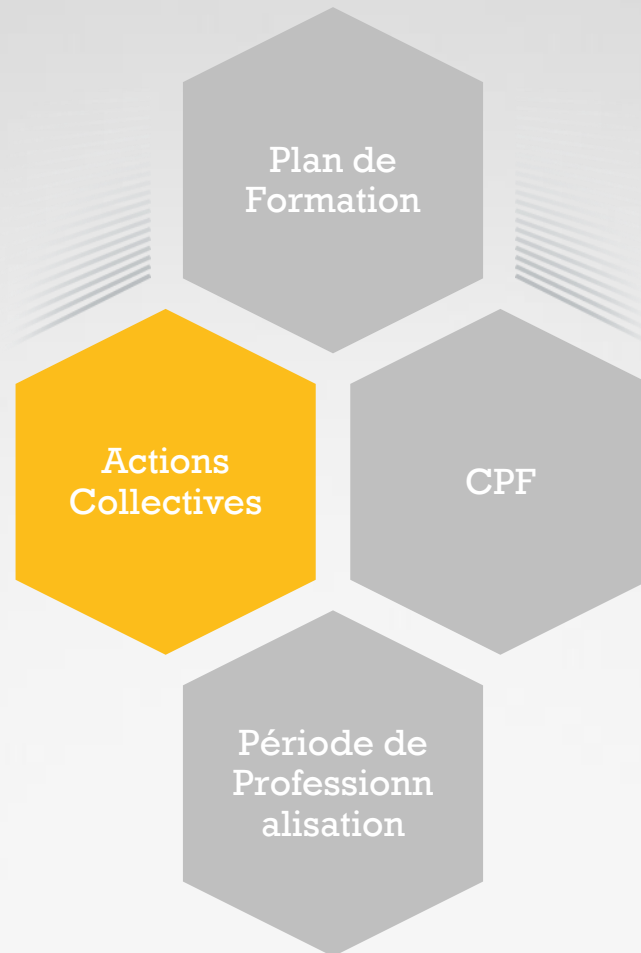 Plan de
Formation
Actions
Collectives
CPF
Période de
Professionn
alisation